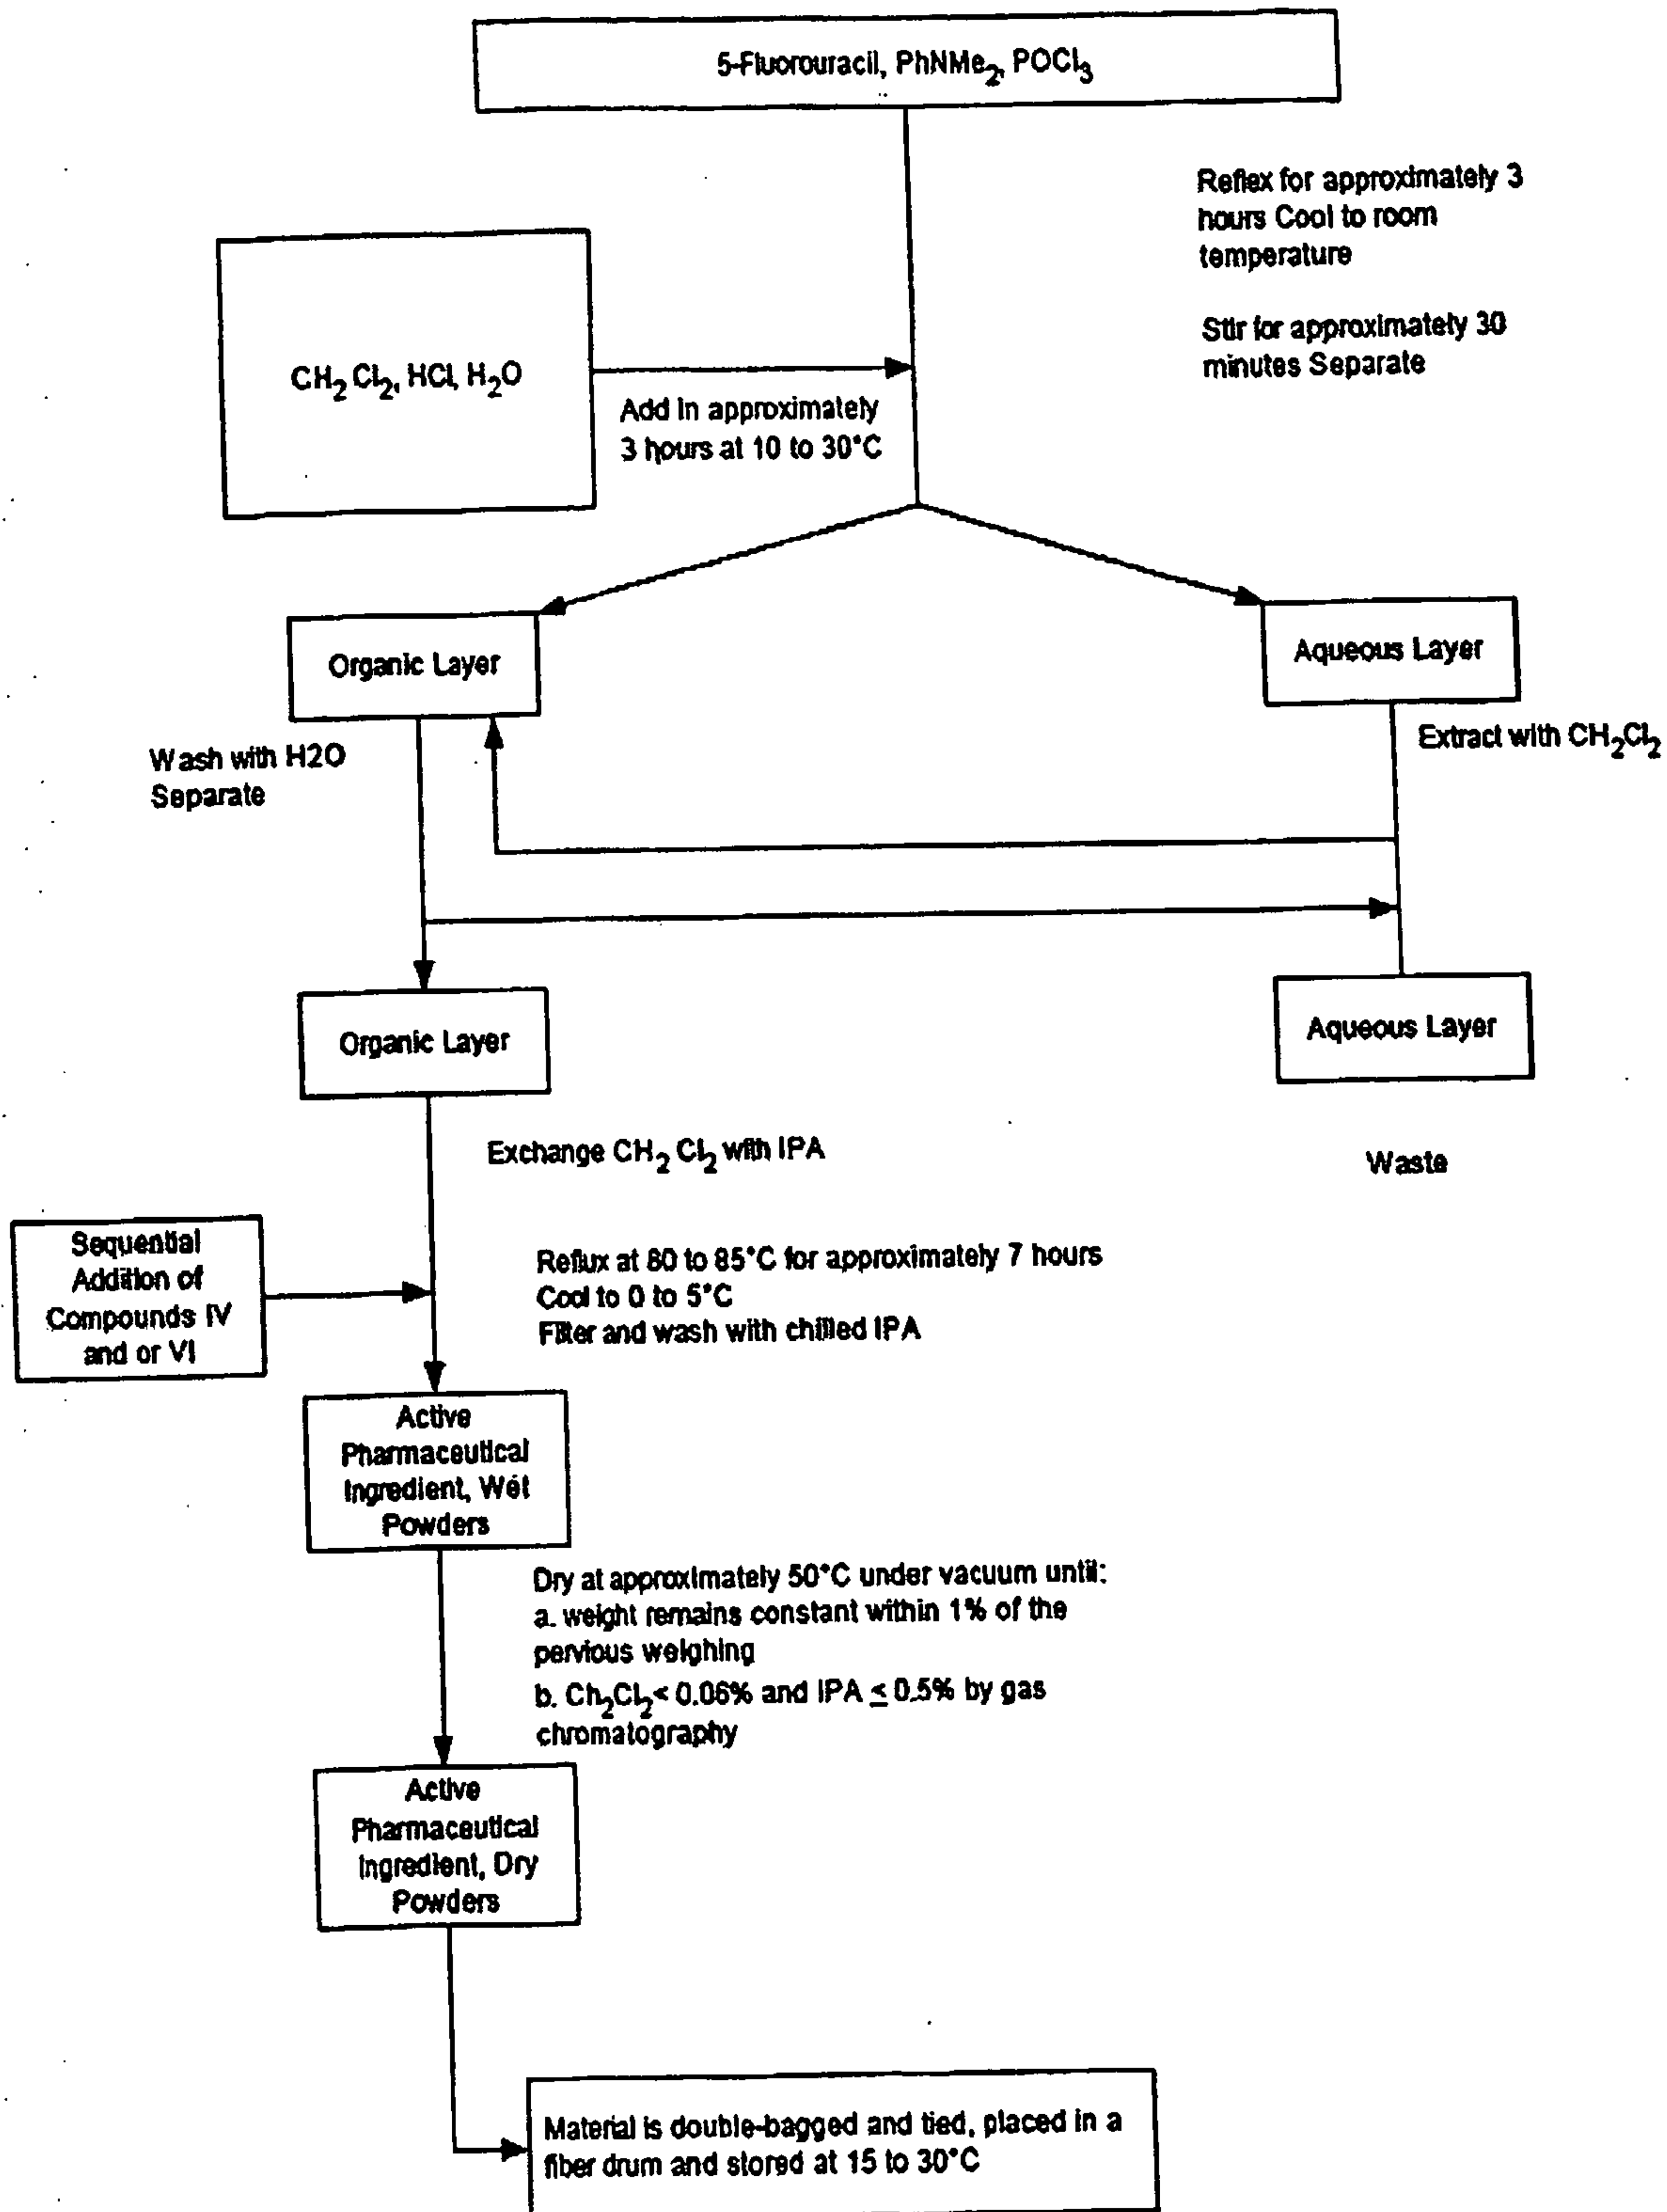 5-Fluorouracil, PhNMe2, POCl3
Reflex for approximately 3
hours Cool to room
temperature
Stir for approximately 30
minutes Separate
CH2 Cl2, HCl, H2O
Add in approximately
3 hours at 10 to 30°C
Organic Layer
Aqueous Layer
Wash with H2O
Separate
Extract with CH2Cl2
Organic Layer
Aqueous Layer
Exchange CH2 Cl2 with IPA
Waste
Sequential
Addition of
Compounds IV
and or VI
Reflux at 80 to 85°C for approximately 7 hours
Cool to 0 to 5°C
Filter and wash with chilled IPA
Active
Pharmaceutical
Ingredient, Wet
Powders
Dry at approximately 50°C under vacuum until:
a. weight remains constant within 1% of the
pervious weighing
b. Ch2Cl2< 0.06% and IPA ≤ 0.5% by gas
chromatography
Active
Pharmaceutical
Ingredient, Dry
Powders
Material is double-bagged and tied, placed in a
fiber drum and stored at 15 to 30°C